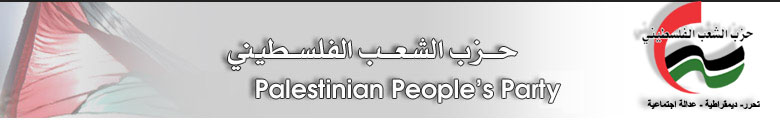 حزب الشعب الفلسطيني
Palestinian People's Party
حزب الشعب الفلسطيني
تحرر- ديمقراطية - عدالة اجتماعية